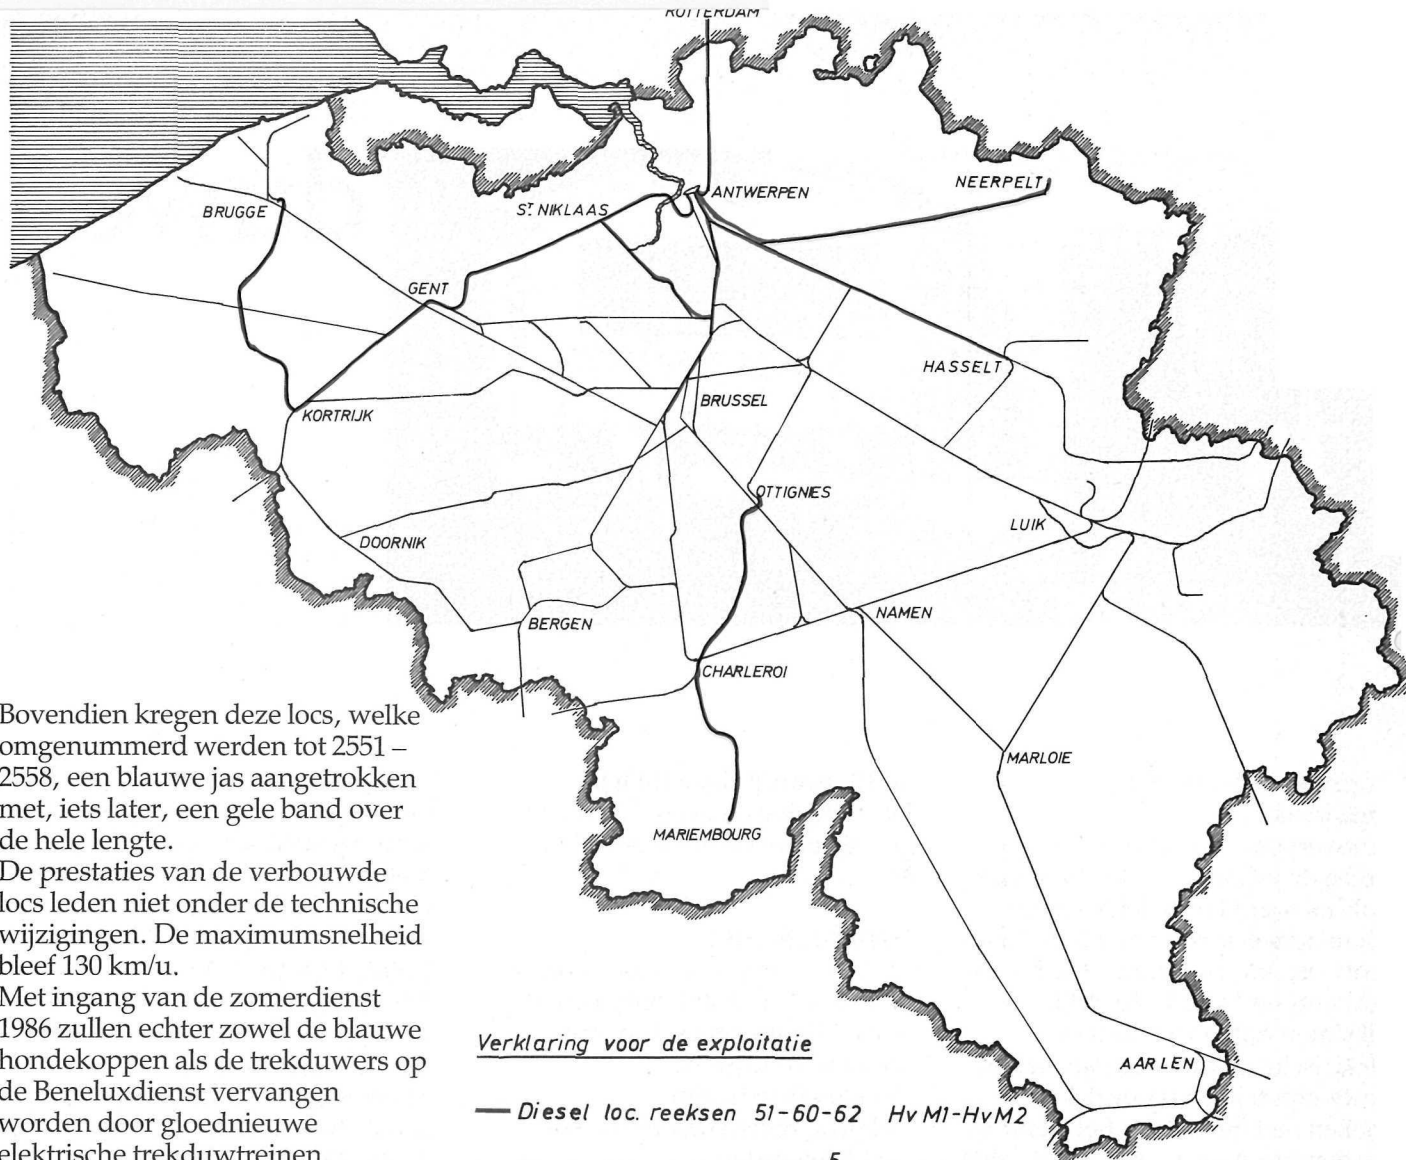 ROTTERDAM
NEERPELT
ANTWERPEN
ST NIKLAAS
BRUGGE
GENT
HASSELT
BRUSSEL
KORTRIJK
OTTIGNIES
LUIK
DOORNIK
NAMEN
BERGEN
CHARLEROI
MARLOIE
MARIEMBOURG
AARLEN
Bovendien kregen deze locs, welke
omgenummerd werden tot 2551 –
2558, een blauwe jas aangetrokken
met, iets later, een gele band over
de hele lengte.
De prestaties van de verbouwde
locs leden niet onder de technische
wijzigingen. De maximumsnelheid
bleef 130 km/u.
Met ingang van de zomerdienst
1986 zullen echter zowel de blauwe
hondekoppen als de trekduwers op
de Beneluxdienst vervangen
worden door gloednieuwe
elektrische trekduwtreinen
Verklaring voor de exploitatie
Diesel loc. reeksen 51-60-62 Hv M1-Hv M2
5